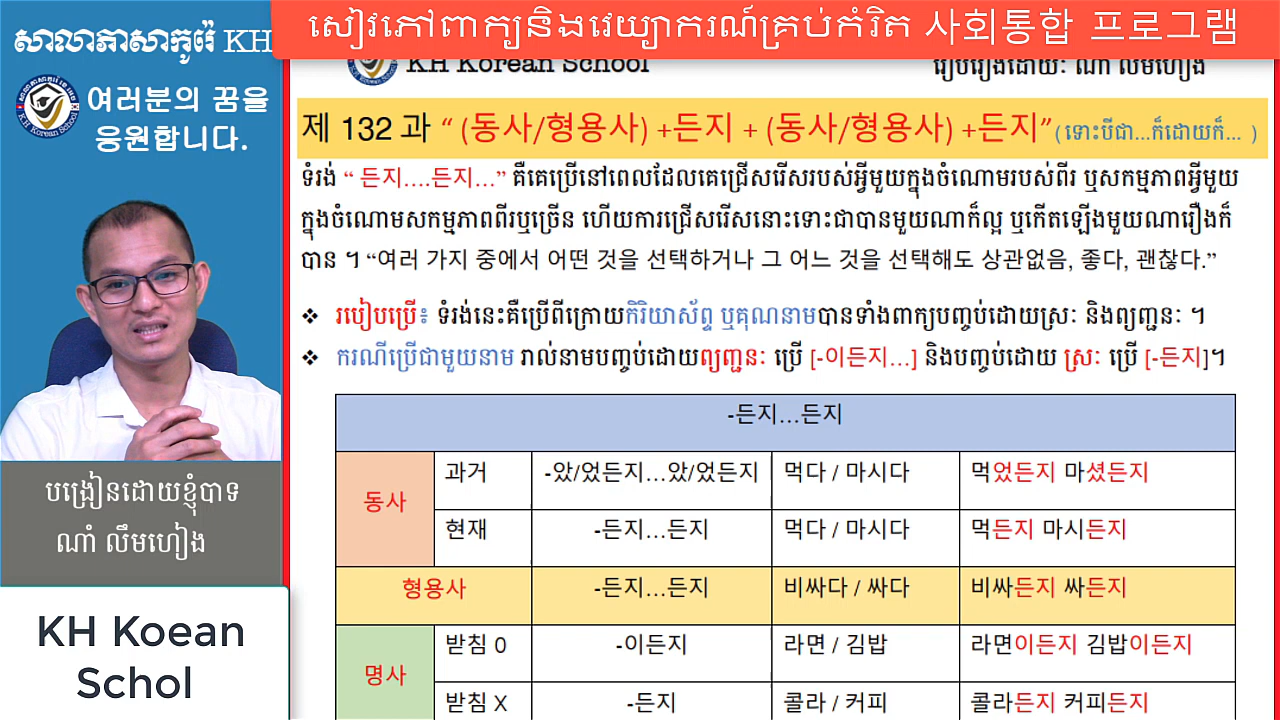 សៀវភៅពាក្យនិងវេយ្យាករណ៍គ្រប់កំរិត 사회통합 프로그램
សាលាភាសាកូរ៉េ KH
여러분의 꿈을
응원합니다.
KH Korean School
រៀបរៀងដោយ: ណាំ លឹមហៀង
제 132 과 “ (동사/형용사) +든지 + (동사/형용사) +든지” ( ទោះបីជា...ក៏ដោយក៏... )
ទំរង់ “ 든지....든지...” គឺគេប្រើនៅពេលដែលគេជ្រើសរើសរបស់អ្វីមួយក្នុងចំណោមរបស់ពីរ ឬសកម្មភាពអ្វីមួយ
ក្នុងចំណោមសកម្មភាពពីរឬច្រើន ហើយការជ្រើសរើសនោះទោះជាបានមួយណាក៏ល្អ ឬកើតឡើងមួយណារឿងក៏
បាន ។ “여러 가지 중에서 어떤 것을 선택하거나 그 어느 것을 선택해도 상관없음, 좋다, 괜찮다.”
❖ របៀបប្រើ៖ ទំរង់នេះគឺប្រើពីក្រោយកិរិយាស័ព្ទ ឬគុណនាមបានទាំងពាក្យបញ្ចប់ដោយស្រៈ និងព្យញ្ជនៈ ។
❖ ករណីប្រើជាមួយនាម រាល់នាមបញ្ចប់ដោយព្យញ្ជនៈ ប្រើ [-이든지...] និងបញ្ចប់ដោយ ស្រៈ ប្រើ [-든지]។
-든지...든지
동사 과거 -았/었든지...았/었든지 먹다 / 마시다 먹었든지 마셨든지
현재 -든지...든지 먹다 / 마시다 먹든지 마시든지
형용사 -든지...든지 비싸다 / 싸다 비싸든지 싸든지
명사 받침 0 -이든지 라면 / 김밥 라면이든지 김밥이든지
받침 X -든지 콜라 / 커피 콜라든지 커피든지
បង្រៀនដោយខ្ញុំបាទ
ណាំ លឹមហៀង
KH Koean
Schol